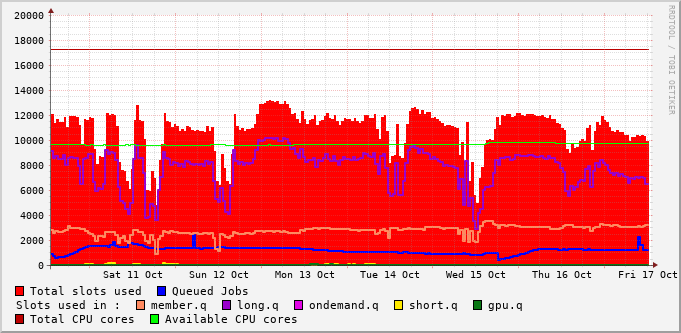 RRDTOOL / TOBI OETIKER
20000
18000
16000
14000
12000
10000
8000
6000
4000
2000
0
Sat 11 Oct Sun 12 Oct Mon 13 Oct Tue 14 Oct Wed 15 Oct Thu 16 Oct Fri 17 Oct
Total slots used Queued Jobs
Slots used in : member.q long.q ondemand.q short.q gpu.q
Total CPU cores Available CPU cores